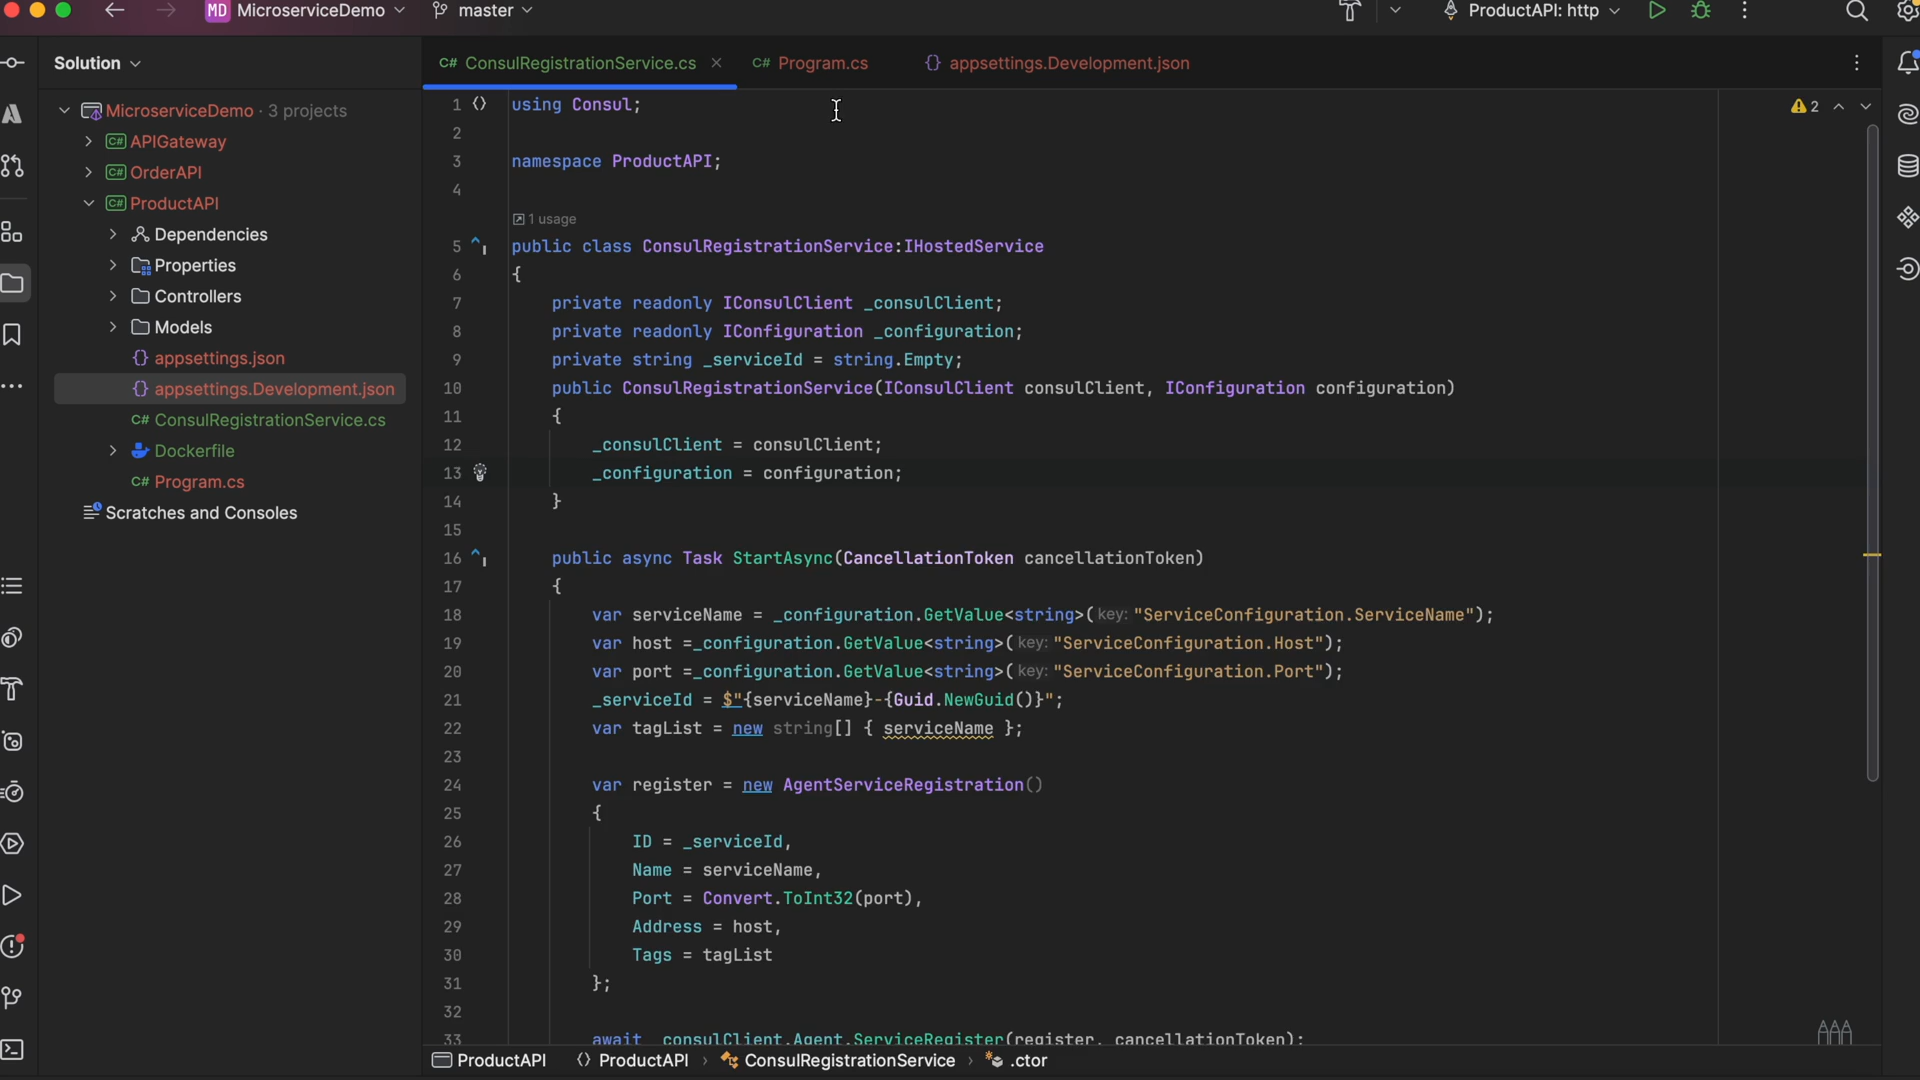 MD MicroserviceDemo master ProductAPI: http
Solution
ConsulRegistrationService.cs Program.cs appsettings.Development.json
MicroserviceDemo · 3 projects
APIGateway
OrderAPI
ProductAPI
Dependencies
Properties
Controllers
Models
{} appsettings.json
{} appsettings.Development.json
C# ConsulRegistrationService.cs
Dockerfile
C# Program.cs
Scratches and Consoles
2
1 using Consul;
2
3 namespace ProductAPI;
4
1 usage
5 public class ConsulRegistrationService:IHostedService
6 {
7 private readonly IConsulClient _consulClient;
8 private readonly IConfiguration _configuration;
9 private string _serviceId = string.Empty;
10 public ConsulRegistrationService(IConsulClient consulClient, IConfiguration configuration)
11 {
12 _consulClient = consulClient;
13 _configuration = configuration;
14 }
15
16 public async Task StartAsync(CancellationToken cancellationToken)
17 {
18 var serviceName = _configuration.GetValue<string>( key: "ServiceConfiguration.ServiceName");
19 var host =_configuration.GetValue<string>( key: "ServiceConfiguration.Host");
20 var port =_configuration.GetValue<string>( key: "ServiceConfiguration.Port");
21 _serviceId = $"{serviceName}-{Guid.NewGuid()}";
22 var tagList = new string[] { serviceName };
23
24 var register = new AgentServiceRegistration()
25 {
26 ID = _serviceId,
27 Name = serviceName,
28 Port = Convert.ToInt32(port),
29 Address = host,
30 Tags = tagList
31 };
32
33 await _consulClient.Agent.ServiceRegister(register, cancellationToken);
ProductAPI ProductAPI › ConsulRegistrationService › .ctor